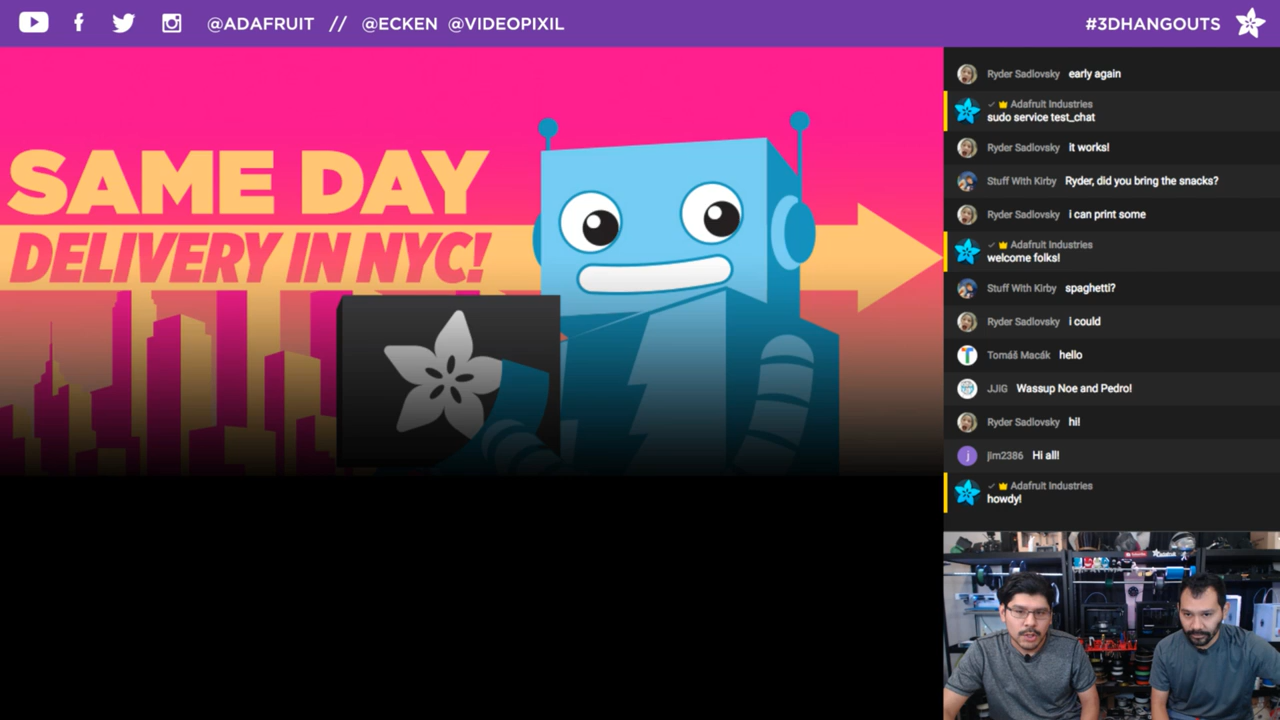 @ADAFRUIT // @ECKEN @VIDEOPIXIL
#3DHANGOUTS
SAME DAY
DELIVERY IN NYC!
Ryder Sadlovsky early again
Adafruit Industries
sudo service test_chat
Ryder Sadlovsky it works!
Stuff With Kirby Ryder, did you bring the snacks?
Ryder Sadlovsky i can print some
Adafruit Industries
welcome folks!
Stuff With Kirby spaghetti?
Ryder Sadlovsky i could
Tomáš Macák hello
JJIG Wassup Noe and Pedro!
Ryder Sadlovsky hi!
j jim2386 Hi all!
Adafruit Industries
howdy!